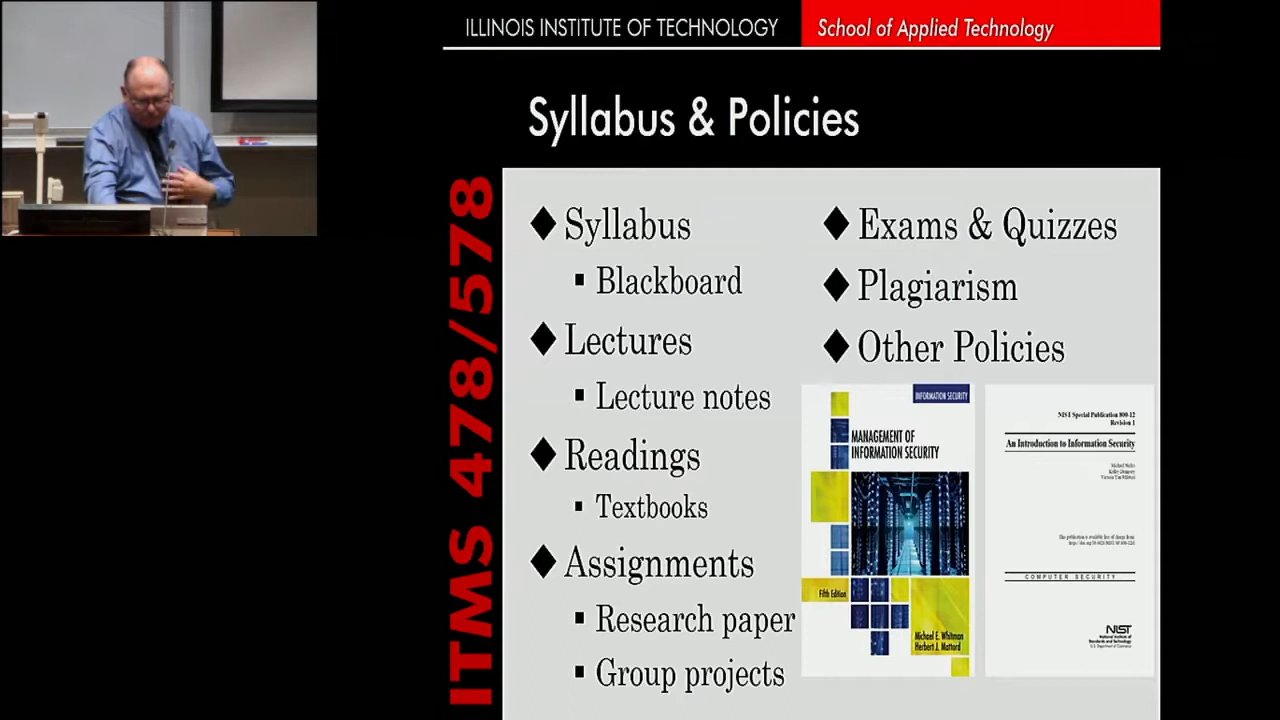 ILLINOIS INSTITUTE OF TECHNOLOGY School of Applied Technology
Syllabus & Policies
ITMS 478/578
Syllabus
Blackboard
Lectures
Lecture notes
Readings
Textbooks
Assignments
Research paper
Group projects
Exams & Quizzes
Plagiarism
Other Policies
INFORMATION SECURITY
MANAGEMENT OF
INFORMATION SECURITY
Fifth Edition
Michael E. Whitman
Herbert J. Mattord
NIST Special Publication 800-12
Revision 1
An Introduction to Information Security
COMPUTER SECURITY
NIST
National Institute of
Standards and Technology
U.S. Department of Commerce